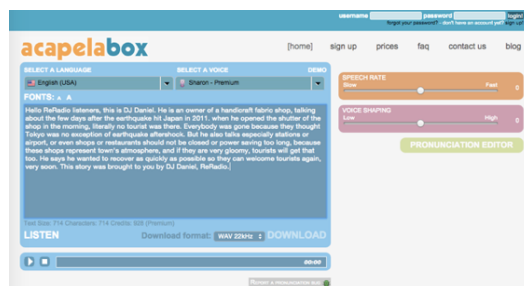 username password login!
forgot your password? - don't have an account yet? sign up!
acapelabox
[home] sign up prices faq contact us blog
SELECT A LANGUAGE SELECT A VOICE DEMO
English (USA) Sharon - Premium
FONTS: A A
Hello ReRadio listeners, this is DJ Daniel. He is an owner of a handicraft fabric shop, talking
about the few days after the earthquake hit Japan in 2011. when he opened the shutter of the
shop in the morning, literally no tourist was there. Everybody was gone because they thought
Tokyo was no exception of earthquake aftershock. But he also talks especially stations or
airport, or even shops or restaurants should not be closed or power saving too long, because
these shops represent town's atmosphere, and if they are very gloomy, tourists will get that
too. He says he wanted to recover as quickly as possible so they can welcome tourists again,
very soon. This story was brought to you by DJ Daniel, ReRadio.
Text Size: 714 Characters: 714 Credits: (Premium)
LISTEN Download format: WAV 22kHz DOWNLOAD
00:00
SPEECH RATE
Slow Fast
VOICE SHAPING
Low High
PRONUNCIATION EDITOR